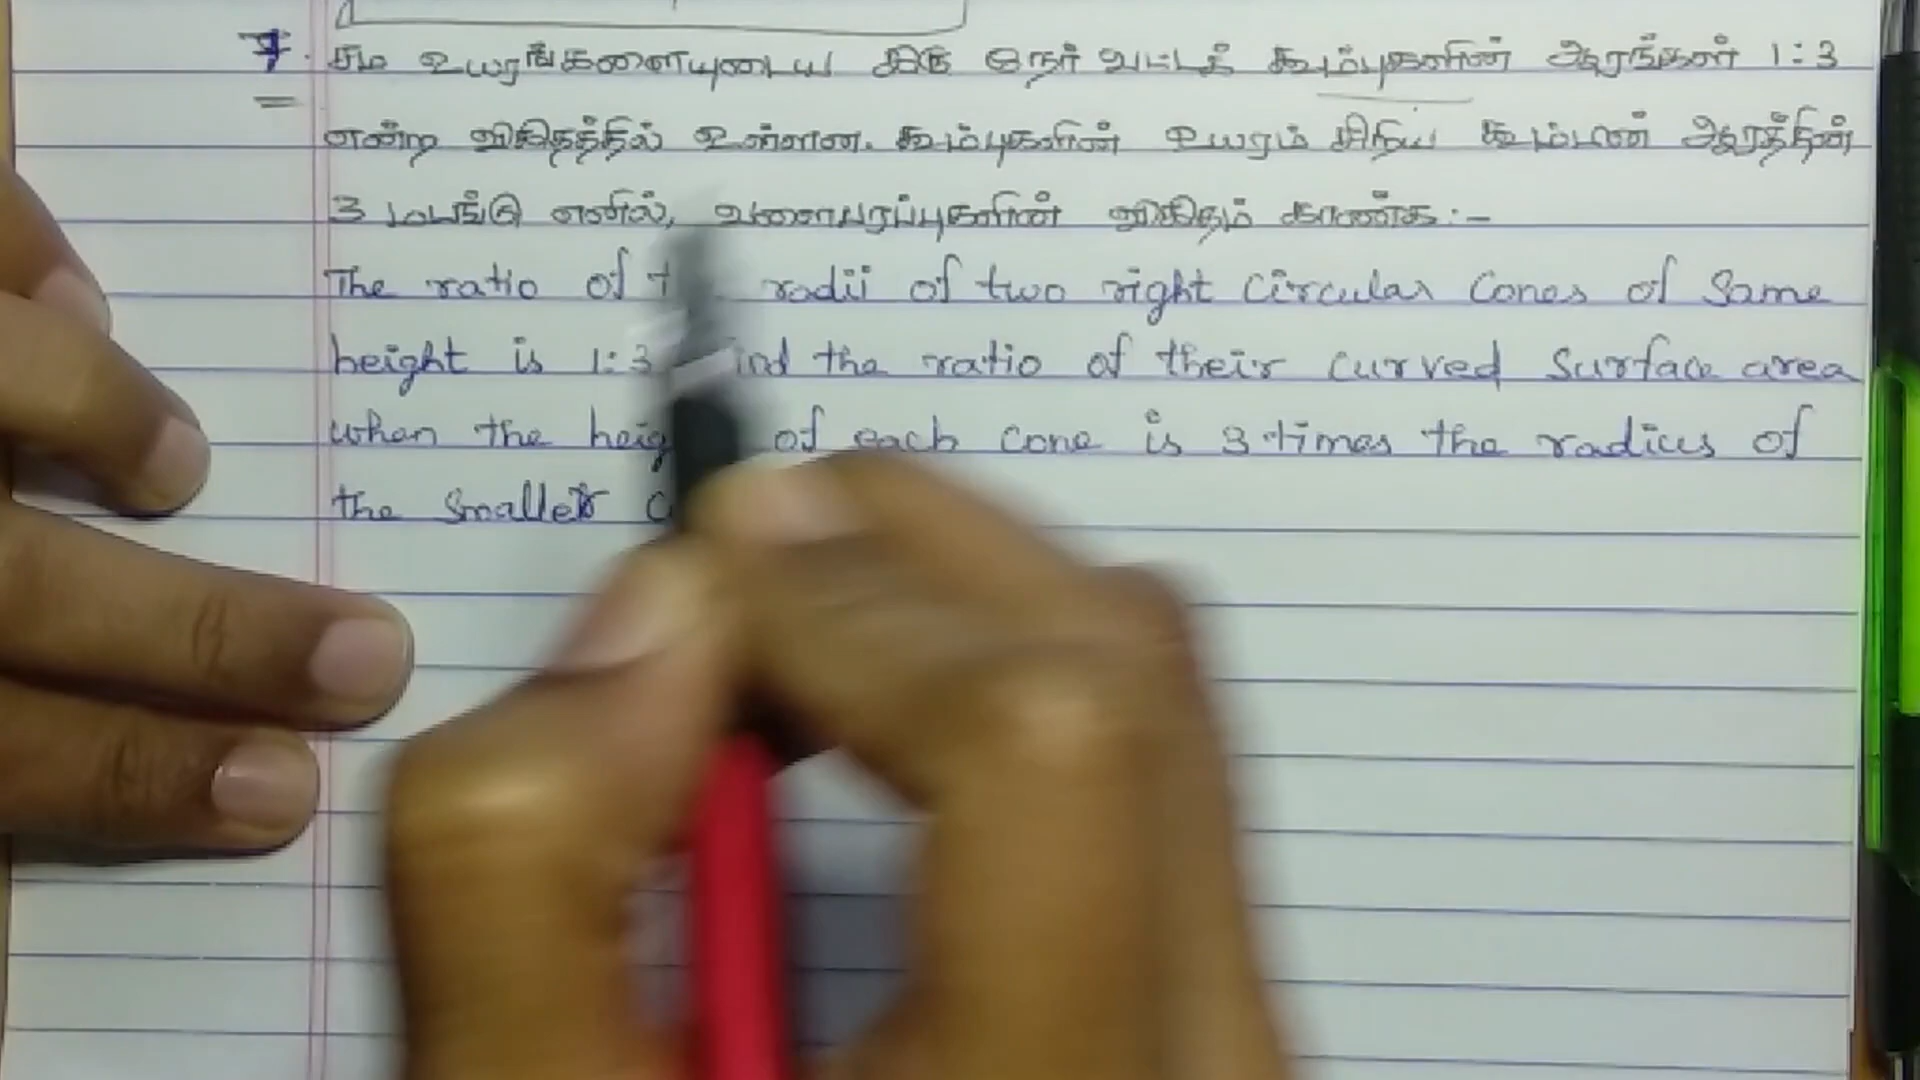 7. சம உயரங்களையுடைய இரு நேர் வட்டக் கூம்புகளின் ஆரங்கள் 1:3
என்ற விகிதத்தில் உள்ளன. கூம்புகளின் உயரம் சிறிய கூம்பின் ஆரத்தின்
3 மடங்கு எனில், வளைபரப்புகளின் விகிதம் காண்க:-
The ratio of radii of two right Circular Cones of Same
height is 1:3 the ratio of their curved Surface area
when the of each cone is 3 times the radius of
the smaller